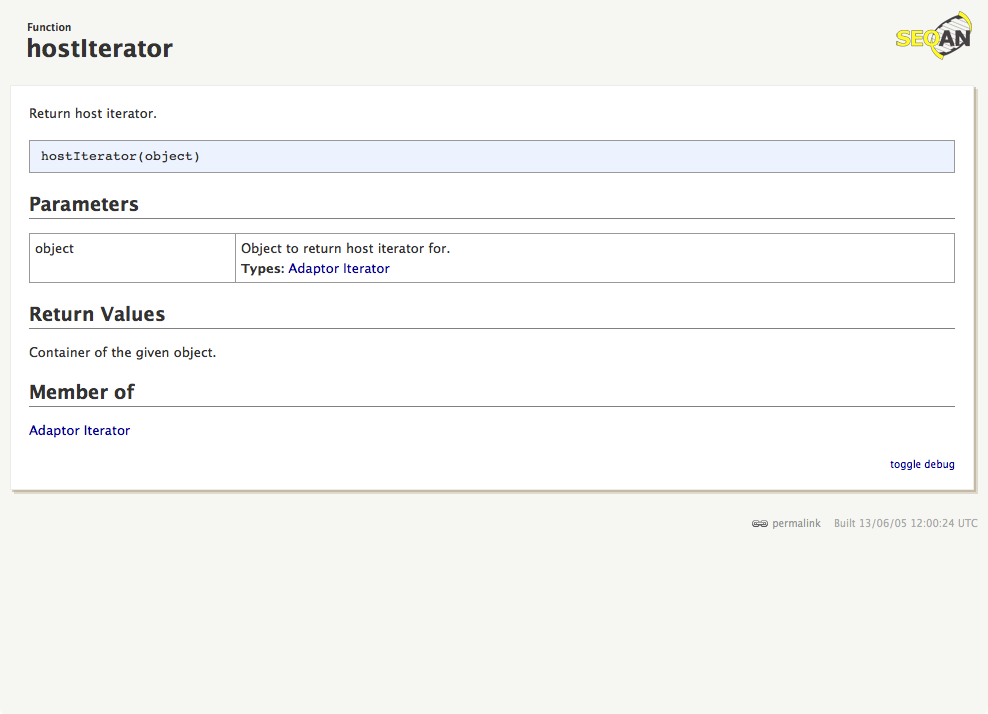 Function
hostIterator
SEQAN
Return host iterator.
hostIterator(object)
Parameters
object
Object to return host iterator for.
Types: Adaptor Iterator
Return Values
Container of the given object.
Member of
Adaptor Iterator
toggle debug
permalink Built 13/06/05 12:00:24 UTC